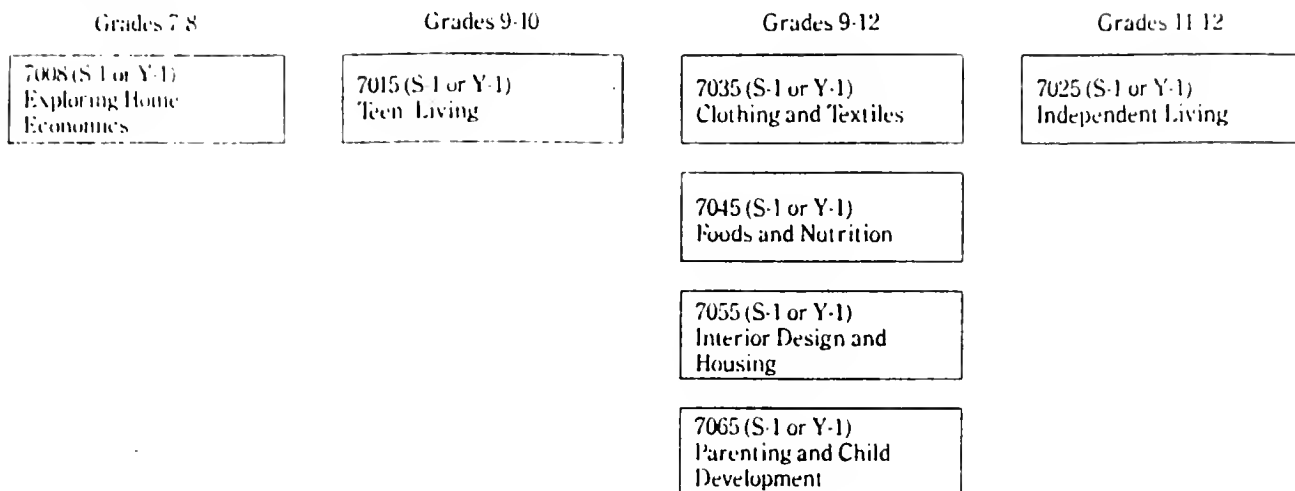 Grades 7-8
7008 (S-1 or Y-1)
Exploring Home
Economics
Grades 9-10
7015 (S-1 or Y-1)
Teen Living
Grades 9-12
7035 (S-1 or Y-1)
Clothing and Textiles
7045 (S-1 or Y-1)
Foods and Nutrition
7055 (S-1 or Y-1)
Interior Design and
Housing
7065 (S-1 or Y-1)
Parenting and Child
Development
Grades 11-12
7025 (S-1 or Y-1)
Independent Living